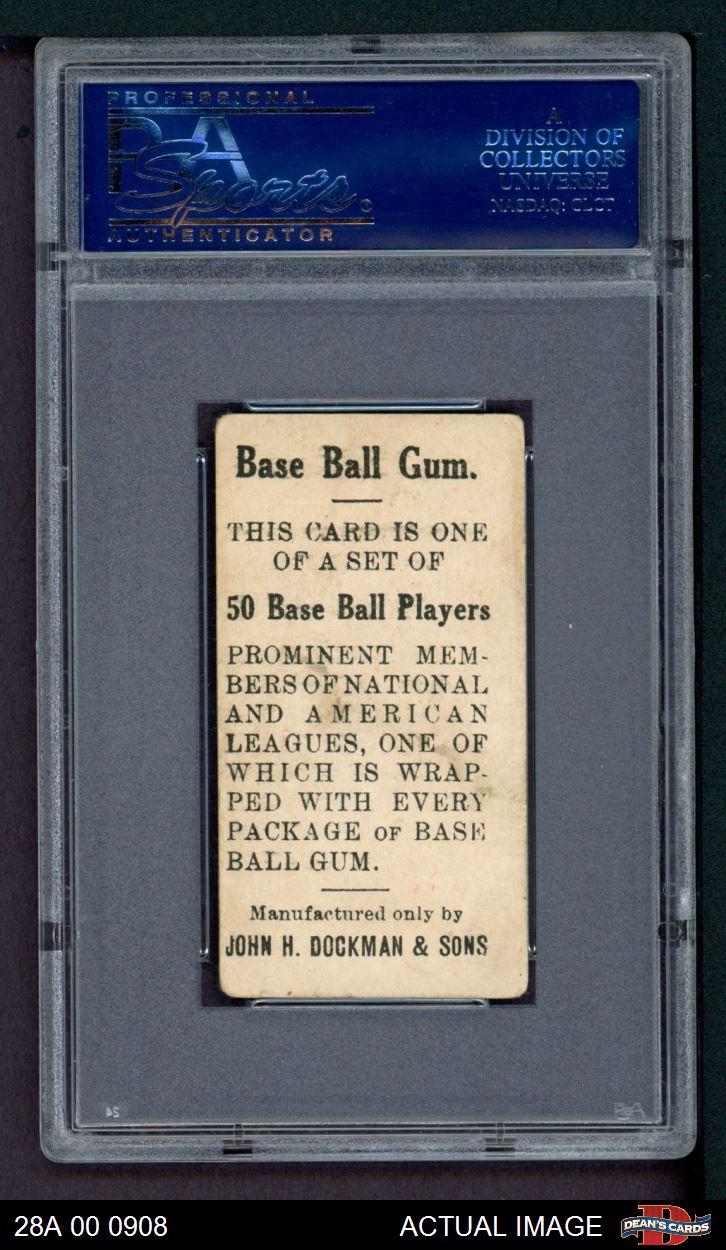 PROFESSIONAL
PSA
Sports
AUTHENTICATOR
A
DIVISION OF
COLLECTORS
UNIVERSE
NASDAQ: CLCT
Base Ball Gum.
THIS CARD IS ONE
OF A SET OF
50 Base Ball Players
PROMINENT MEM-
BERS OF NATIONAL
AND AMERICAN
LEAGUES, ONE OF
WHICH IS WRAP-
PED WITH EVERY
PACKAGE OF BASE
BALL GUM.
Manufactured only by
JOHN H. DOCKMAN & SONS
24
PSA
28A 00 0908
ACTUAL IMAGE
DEAN'S CARDS